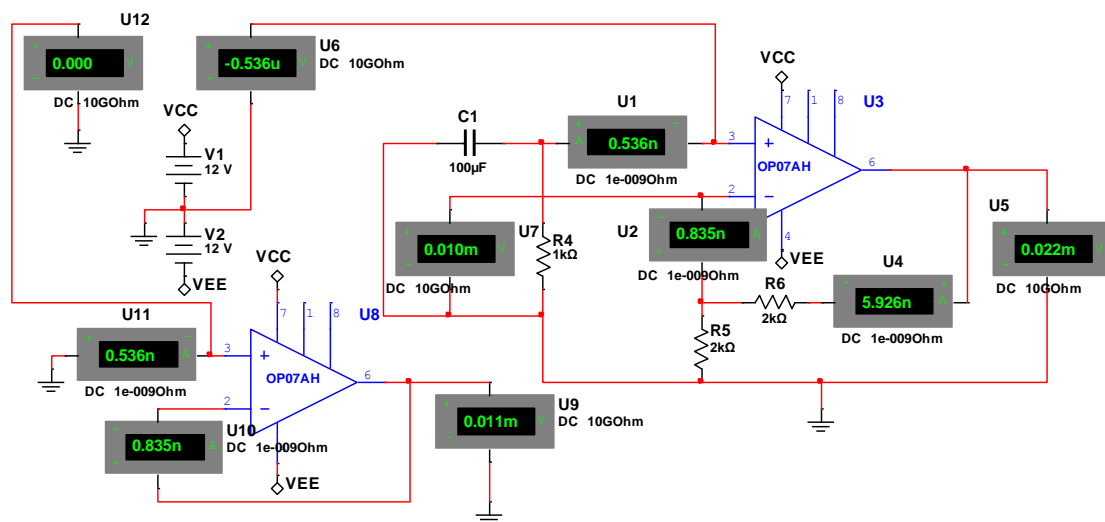 U12
+
0.000
V
−
DC 10GOhm
U6
+
-0.536u
V
−
DC 10GOhm
VCC
V1
12 V
V2
12 V
VEE
C1
100µF
U1
+
−
A
0.536n
DC 1e-009Ohm
VCC
7
1
8
U3
3
+
OP07AH
6
2
−
4
VEE
U7
+
0.010m
V
−
DC 10GOhm
R4
1kΩ
U2
−
0.835n
A
+
DC 1e-009Ohm
U5
+
0.022m
V
−
DC 10GOhm
R6
2kΩ
U4
−
+
5.926n
A
DC 1e-009Ohm
R5
2kΩ
U11
+
−
0.536n
A
DC 1e-009Ohm
VCC
7
1
8
U8
3
+
OP07AH
6
2
−
VEE
U10
−
0.835n
A
+
DC 1e-009Ohm
U9
+
0.011m
V
−
DC 10GOhm